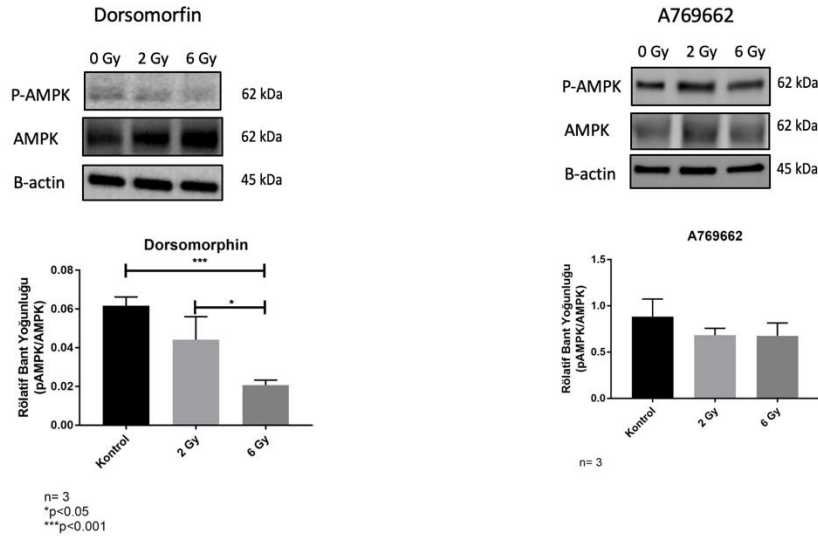 Dorsomorfin
0 Gy 2 Gy 6 Gy
P-AMPK 62 kDa
AMPK 62 kDa
B-actin 45 kDa
Dorsomorphin
***
*
Rölatif Bant Yoğunluğu
(pAMPK/AMPK)
0.08
0.06
0.04
0.02
0.00
Kontrol
2 Gy
6 Gy
n= 3
*p<0.05
***p<0.001
A769662
0 Gy 2 Gy 6 Gy
P-AMPK 62 kDa
AMPK 62 kDa
B-actin 45 kDa
A769662
Rölatif Bant Yoğunluğu
(pAMPK/AMPK)
1.5
1.0
0.5
0.0
Kontrol
2 Gy
6 Gy
n= 3